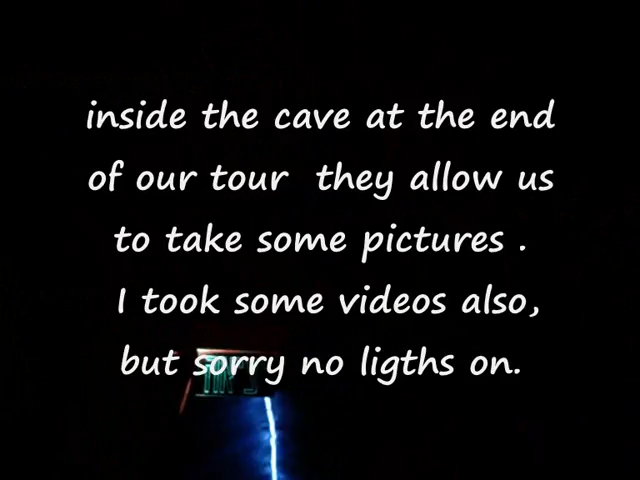 inside the cave at the end
of our tour  they allow us
to take some pictures .
I took some videos also,
but sorry no ligths on.